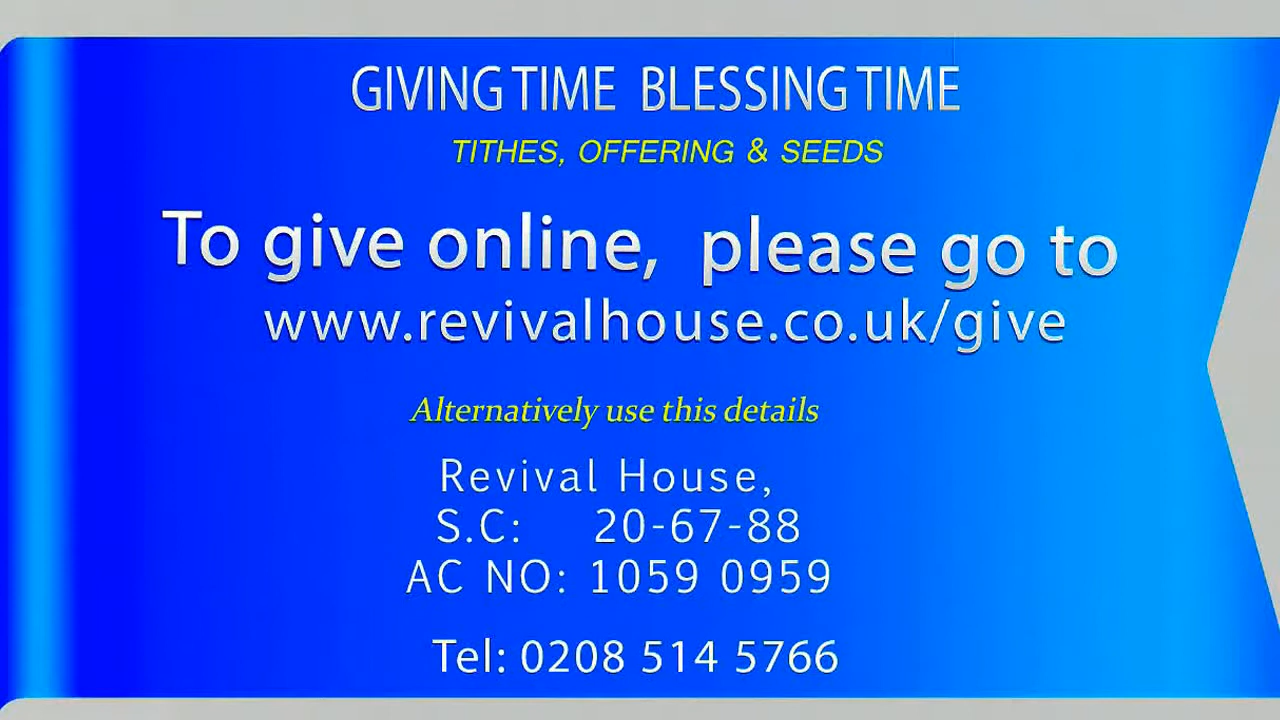 GIVING TIME BLESSING TIME
TITHES, OFFERING & SEEDS
To give online, please go to
www.revivalhouse.co.uk/give
Alternatively use this details
Revival House,
S.C: 20-67-88
AC NO: 1059 0959
Tel: 0208 514 5766